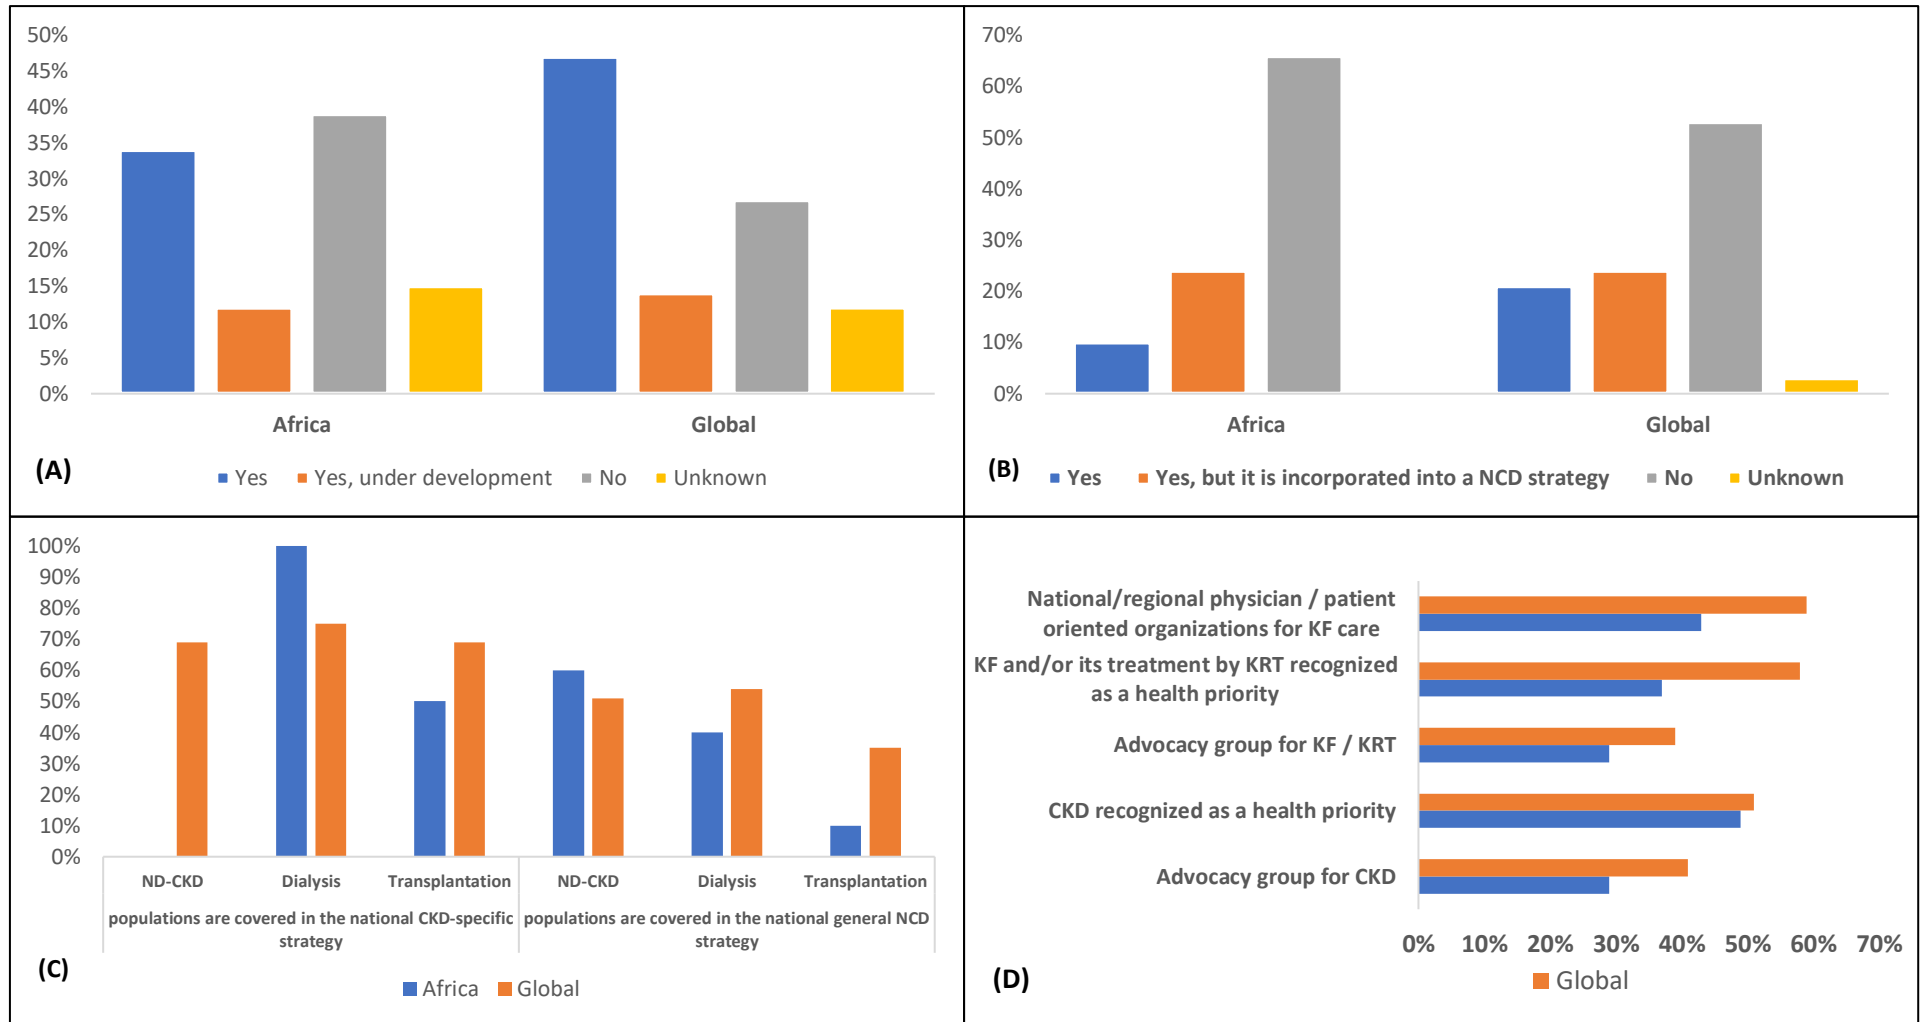 50%
45%
40%
35%
30%
25%
20%
15%
10%
5%
0%
Africa Global
(A)
Yes Yes, under development No Unknown
70%
60%
50%
40%
30%
20%
10%
0%
Africa Global
(B)
Yes Yes, but it is incorporated into a NCD strategy No Unknown
100%
90%
80%
70%
60%
50%
40%
30%
20%
10%
0%
ND-CKD Dialysis Transplantation ND-CKD Dialysis Transplantation
populations are covered in the national CKD-specific
strategy
populations are covered in the national general NCD
strategy
(C)
Africa Global
National/regional physician / patient
oriented organizations for KF care
KF and/or its treatment by KRT recognized
as a health priority
Advocacy group for KF / KRT
CKD recognized as a health priority
Advocacy group for CKD
0% 10% 20% 30% 40% 50% 60% 70%
(D)
Global